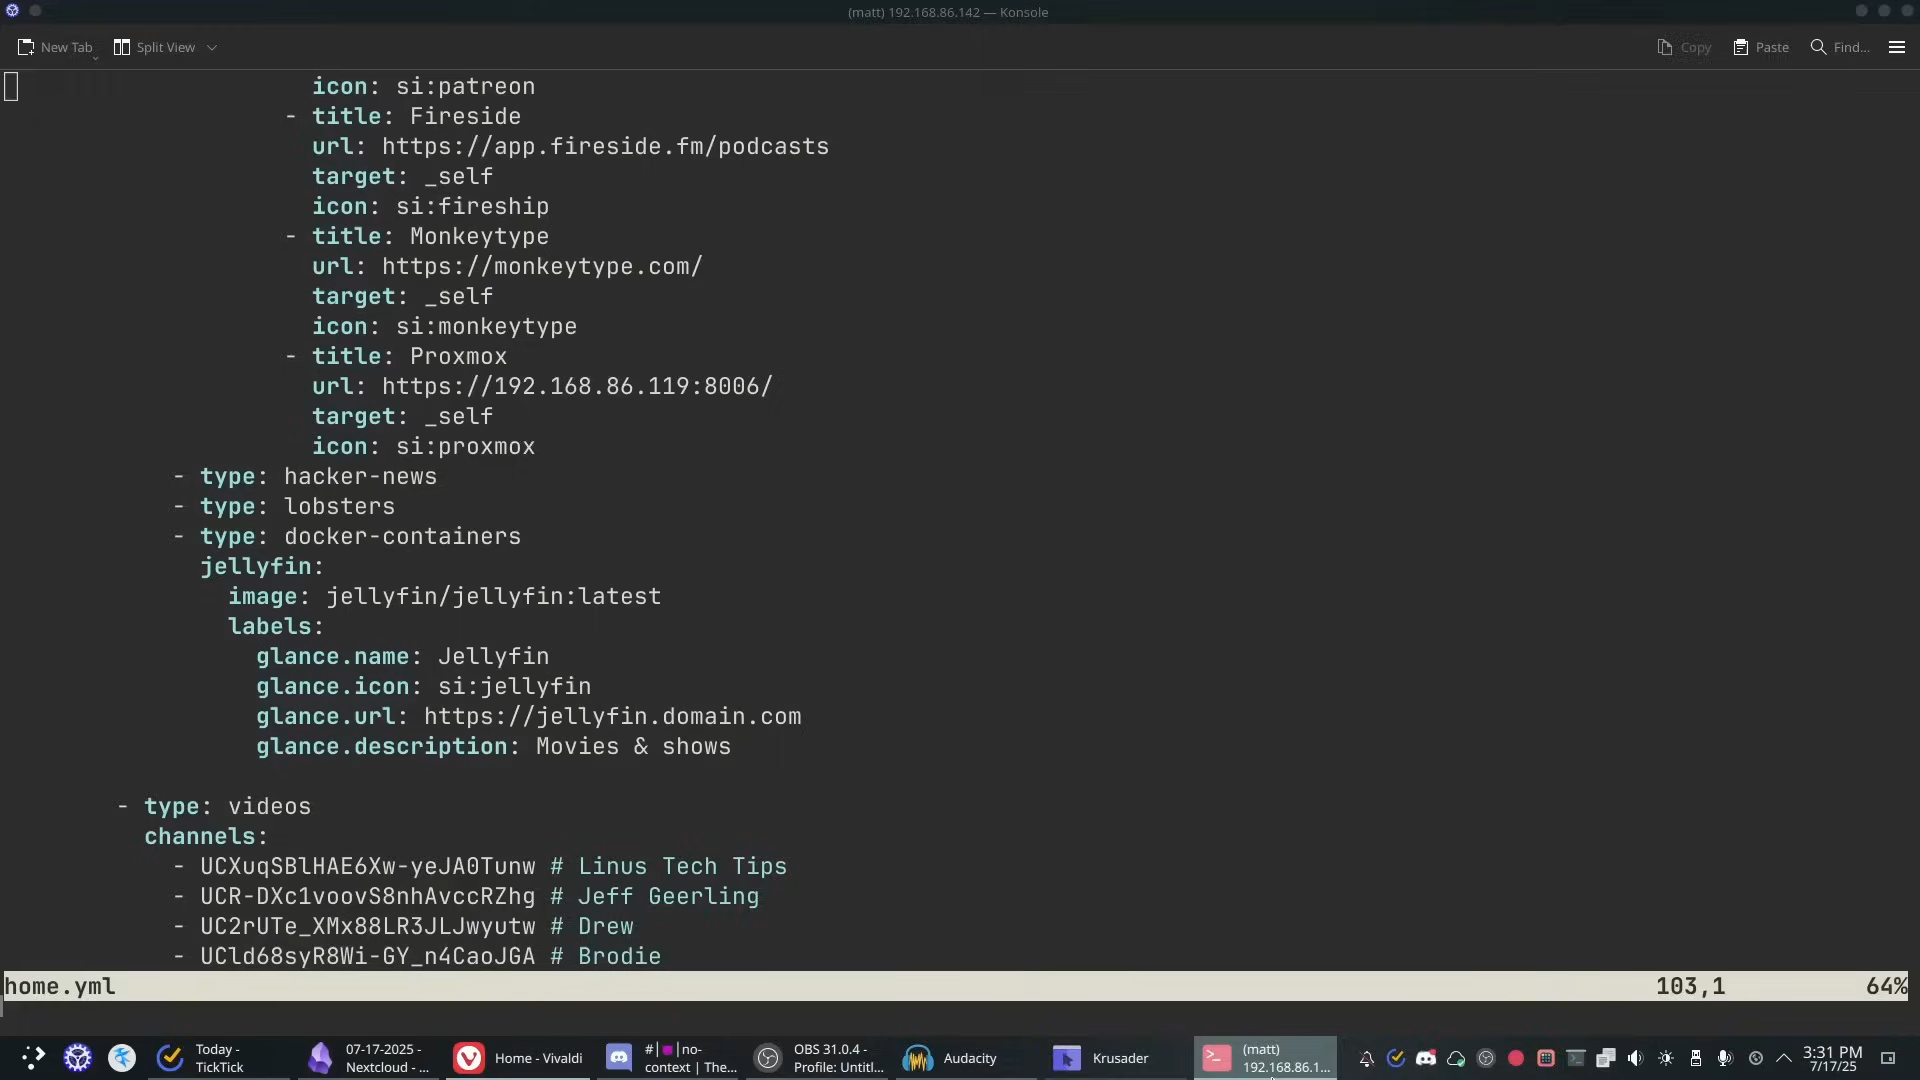 (matt) 192.168.86.142 — Konsole
New Tab Split View Copy Paste Find...
icon: si:patreon
- title: Fireside
url: https://app.fireside.fm/podcasts
target: _self
icon: si:fireship
- title: Monkeytype
url: https://monkeytype.com/
target: _self
icon: si:monkeytype
- title: Proxmox
url: https://192.168.86.119:8006/
target: _self
icon: si:proxmox
- type: hacker-news
- type: lobsters
- type: docker-containers
jellyfin:
image: jellyfin/jellyfin:latest
labels:
glance.name: Jellyfin
glance.icon: si:jellyfin
glance.url: https://jellyfin.domain.com
glance.description: Movies & shows
- type: videos
channels:
- UCXuqSBlHAE6Xw-yeJA0Tunw # Linus Tech Tips
- UCR-DXc1voovS8nhAvccRZhg # Jeff Geerling
- UC2rUTe_XMx88LR3JLJwyutw # Drew
- UCld68syR8Wi-GY_n4CaoJGA # Brodie
home.yml 103,1 64%
Today -
TickTick
07-17-2025 -
Nextcloud - ...
Home - Vivaldi
#│no-
context | The...
OBS 31.0.4 -
Profile: Untitl...
Audacity
Krusader
(matt)
192.168.86.1...
3:31 PM
7/17/25